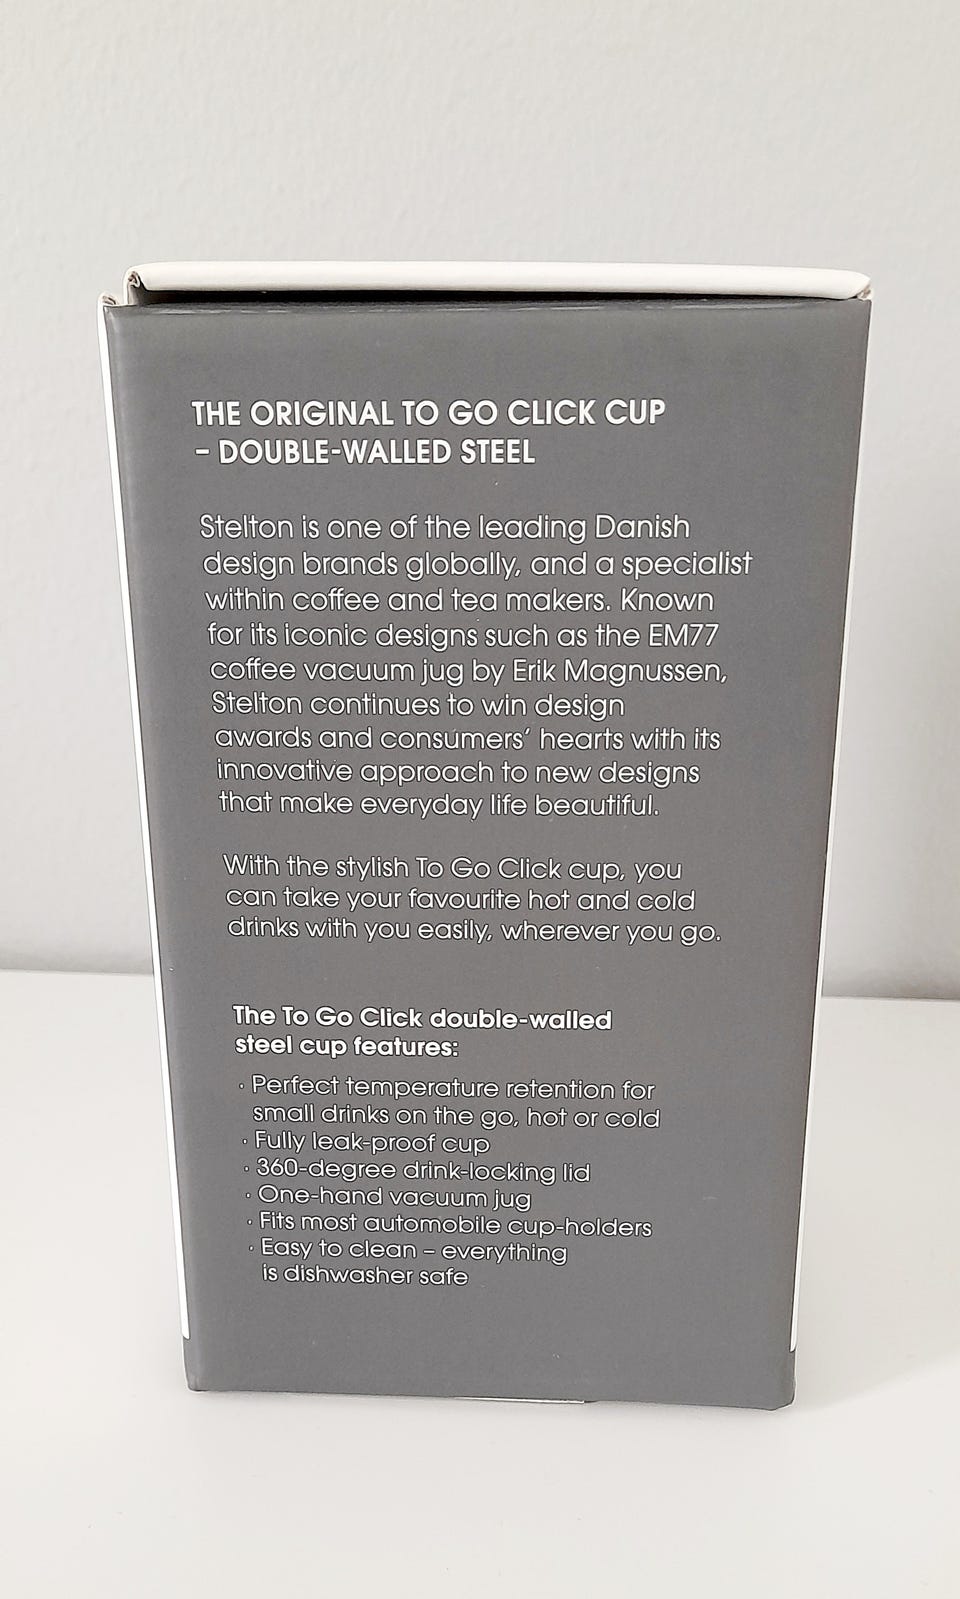 THE ORIGINAL TO GO CLICK CUP
– DOUBLE-WALLED STEEL
Stelton is one of the leading Danish
design brands globally, and a specialist
within coffee and tea makers. Known
for its iconic designs such as the EM77
coffee vacuum jug by Erik Magnussen,
Stelton continues to win design
awards and consumers' hearts with its
innovative approach to new designs
that make everyday life beautiful.
With the stylish To Go Click cup, you
can take your favourite hot and cold
drinks with you easily, wherever you go.
The To Go Click double-walled
steel cup features:
· Perfect temperature retention for
small drinks on the go, hot or cold
· Fully leak-proof cup
· 360-degree drink-locking lid
· One-hand vacuum jug
· Fits most automobile cup-holders
· Easy to clean – everything
is dishwasher safe